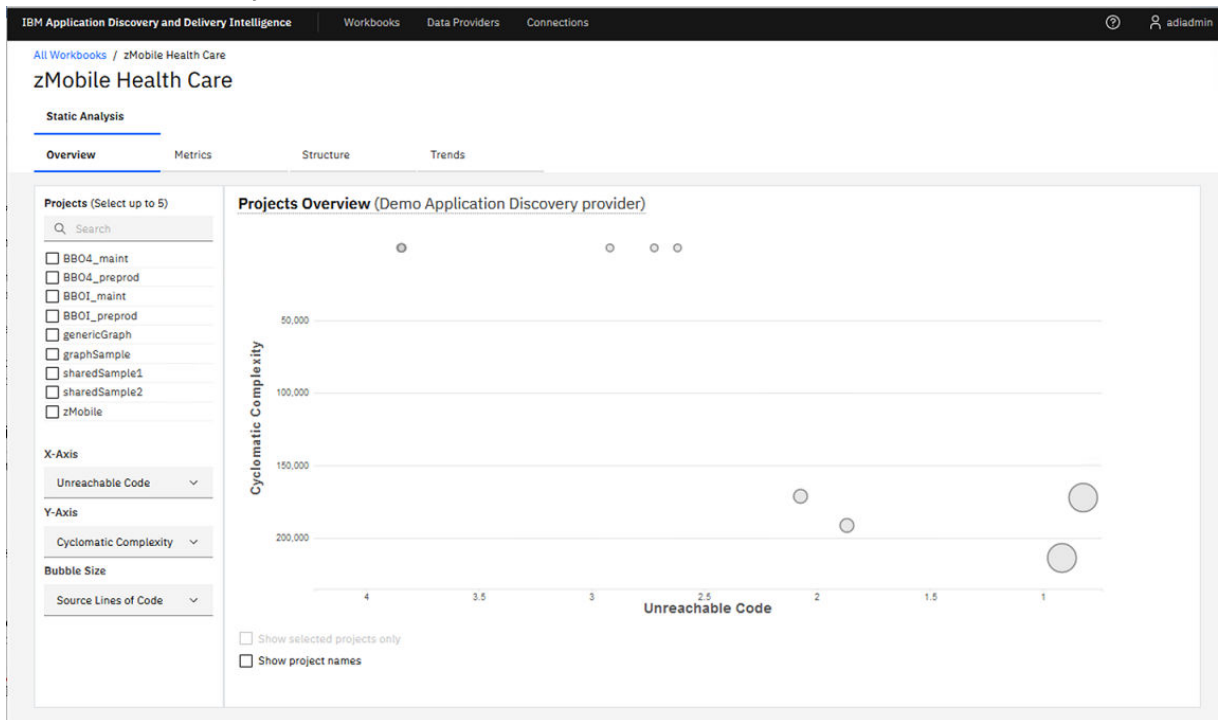 IBM Application Discovery and Delivery Intelligence Workbooks Data Providers Connections adiadmin
All Workbooks / zMobile Health Care
zMobile Health Care
Static Analysis
Overview Metrics Structure Trends
Projects (Select up to 5)
Search
BBO4_maint
BBO4_preprod
BBOI_maint
BBOI_preprod
genericGraph
graphSample
sharedSample1
sharedSample2
zMobile
X-Axis
Unreachable Code
Y-Axis
Cyclomatic Complexity
Bubble Size
Source Lines of Code
Projects Overview (Demo Application Discovery provider)
50,000
100,000
150,000
200,000
Cyclomatic Complexity
4 3.5 3 2.5 2 1.5 1
Unreachable Code
Show selected projects only
Show project names